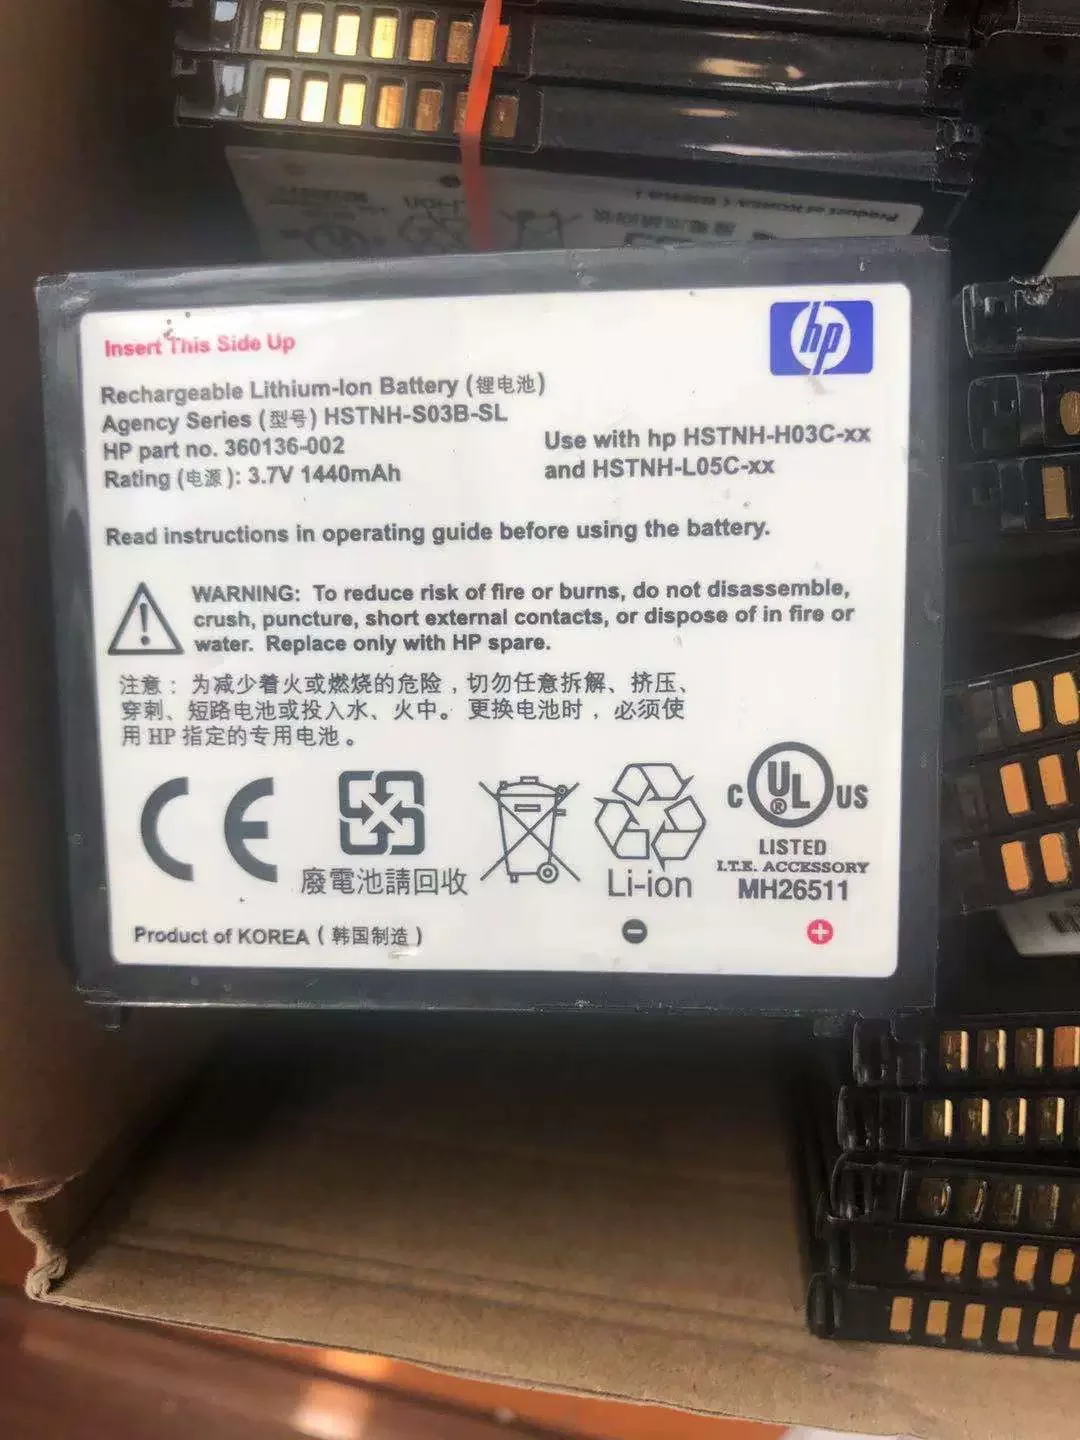 Insert This Side Up
hp
Rechargeable Lithium-Ion Battery (锂电池)
Agency Series (型号) HSTNH-S03B-SL
HP part no. 360136-002
Rating (电源): 3.7V 1440mAh
Use with hp HSTNH-H03C-xx
and HSTNH-L05C-xx
Read instructions in operating guide before using the battery.
WARNING: To reduce risk of fire or burns, do not disassemble,
crush, puncture, short external contacts, or dispose of in fire or
water. Replace only with HP spare.
注意：为减少着火或燃烧的危险，切勿任意拆解、挤压、
穿刺、短路电池或投入水、火中。更换电池时，必须使
用 HP 指定的专用电池。
CE
廢電池請回收
Li-ion
C UL® US
LISTED
I.T.E. ACCESSORY
MH26511
Product of KOREA (韩国制造)